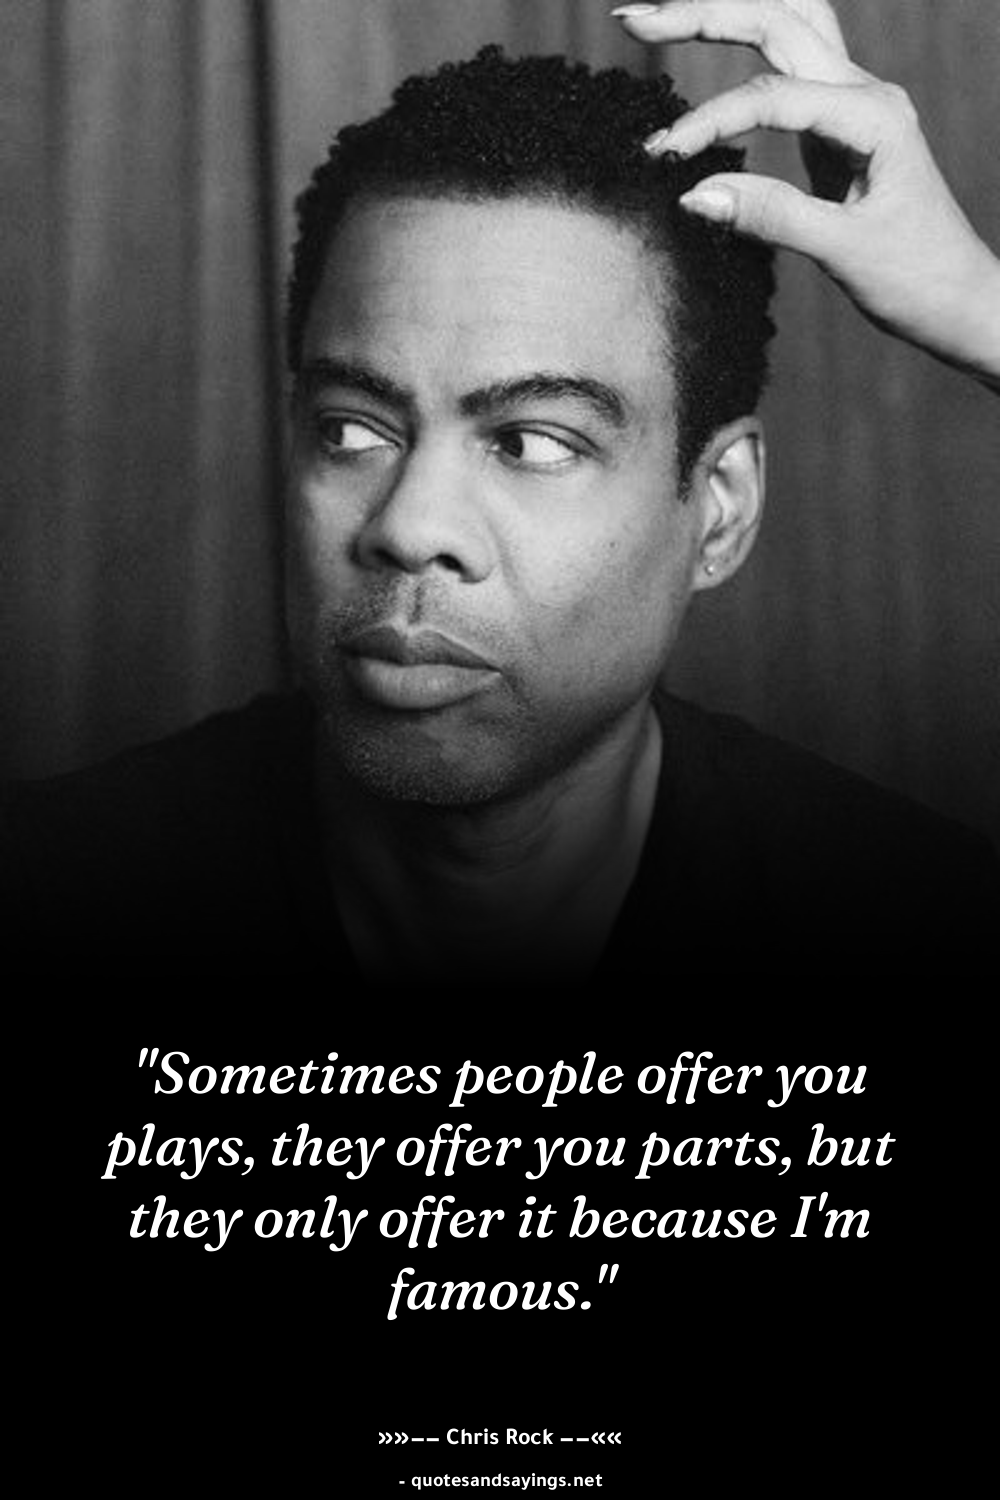 "Sometimes people offer you
plays, they offer you parts, but
they only offer it because I'm
famous."
»»–– Chris Rock ––««
- quotesandsayings.net